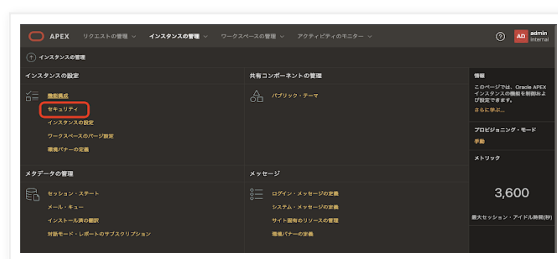 APEX
リクエストの管理
インスタンスの管理
ワークスペースの管理
アクティビティのモニター
AD
admin
Internal
インスタンスの管理
インスタンスの設定
機能構成
セキュリティ
インスタンスの設定
ワークスペースのパージ設定
環境バナーの定義
共有コンポーネントの管理
パブリック・テーマ
メタデータの管理
セッション・ステート
メール・キュー
インストール済の翻訳
対話モード・レポートのサブスクリプション
メッセージ
ログイン・メッセージの定義
システム・メッセージの定義
サイト固有のリソースの管理
環境バナーの定義
情報
このページでは、Oracle APEX
インスタンスの機能を制御およ
び設定できます。
さらに学ぶ...
プロビジョニング・モード
手動
メトリック
3,600
最大セッション・アイドル時間(秒)